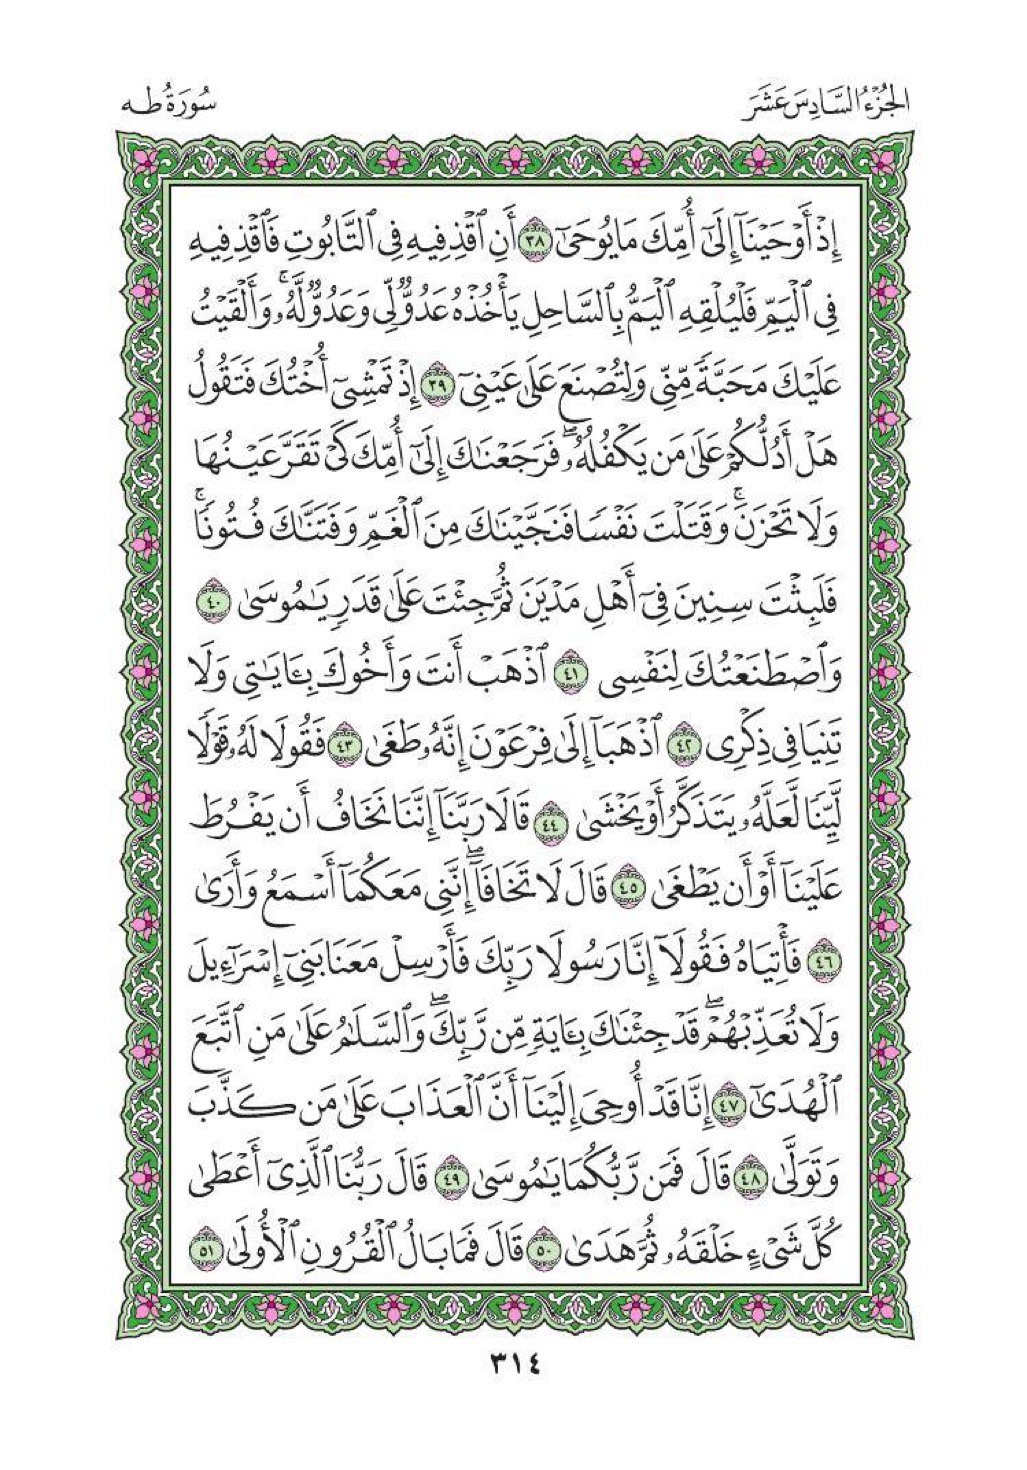 الجُزْءُ السَّادِسَ عَشَرَ
سُورَةُ طه
إِذْ أَوْحَيْنَآ إِلَىٰٓ أُمِّكَ مَا يُوحَىٰٓ ٣٨ أَنِ ٱقْذِفِيهِ فِى ٱلتَّابُوتِ فَٱقْذِفِيهِ
فِى ٱلْيَمِّ فَلْيُلْقِهِ ٱلْيَمُّ بِٱلسَّاحِلِ يَأْخُذْهُ عَدُوٌّ لِّى وَعَدُوٌّ لَّهُۥ ۚ وَأَلْقَيْتُ
عَلَيْكَ مَحَبَّةً مِّنِّى وَلِتُصْنَعَ عَلَىٰ عَيْنِىٓ ٣٩ إِذْ تَمْشِىٓ أُخْتُكَ فَتَقُولُ
هَلْ أَدُلُّكُمْ عَلَىٰ مَن يَكْفُلُهُۥ ۖ فَرَجَعْنَٰكَ إِلَىٰٓ أُمِّكَ كَىْ تَقَرَّ عَيْنُهَا
وَلَا تَحْزَنَ ۚ وَقَتَلْتَ نَفْسًا فَنَجَّيْنَٰكَ مِنَ ٱلْغَمِّ وَفَتَنَّٰكَ فُتُونًا ۚ
فَلَبِثْتَ سِنِينَ فِىٓ أَهْلِ مَدْيَنَ ثُمَّ جِئْتَ عَلَىٰ قَدَرٍ يَٰمُوسَىٰ ٤٠
وَٱصْطَنَعْتُكَ لِنَفْسِى ٤١ ٱذْهَبْ أَنتَ وَأَخُوكَ بِـَٔايَٰتِى وَلَا
تَنِيَا فِى ذِكْرِى ٤٢ ٱذْهَبَآ إِلَىٰ فِرْعَوْنَ إِنَّهُۥ طَغَىٰ ٤٣ فَقُولَا لَهُۥ قَوْلًا
لَّيِّنًا لَّعَلَّهُۥ يَتَذَكَّرُ أَوْ يَخْشَىٰ ٤٤ قَالَا رَبَّنَآ إِنَّنَا نَخَافُ أَن يَفْرُطَ
عَلَيْنَآ أَوْ أَن يَطْغَىٰ ٤٥ قَالَ لَا تَخَافَآ ۖ إِنَّنِى مَعَكُمَآ أَسْمَعُ وَأَرَىٰ
٤٦ فَأْتِيَاهُ فَقُولَآ إِنَّا رَسُولَا رَبِّكَ فَأَرْسِلْ مَعَنَا بَنِىٓ إِسْرَٰٓءِيلَ
وَلَا تُعَذِّبْهُمْ ۖ قَدْ جِئْنَٰكَ بِـَٔايَةٍ مِّن رَّبِّكَ ۖ وَٱلسَّلَٰمُ عَلَىٰ مَنِ ٱتَّبَعَ
ٱلْهُدَىٰٓ ٤٧ إِنَّا قَدْ أُوحِىَ إِلَيْنَآ أَنَّ ٱلْعَذَابَ عَلَىٰ مَن كَذَّبَ
وَتَوَلَّىٰ ٤٨ قَالَ فَمَن رَّبُّكُمَا يَٰمُوسَىٰ ٤٩ قَالَ رَبُّنَا ٱلَّذِىٓ أَعْطَىٰ
كُلَّ شَىْءٍ خَلْقَهُۥ ثُمَّ هَدَىٰ ٥٠ قَالَ فَمَا بَالُ ٱلْقُرُونِ ٱلْأُولَىٰ ٥١
٣١٤